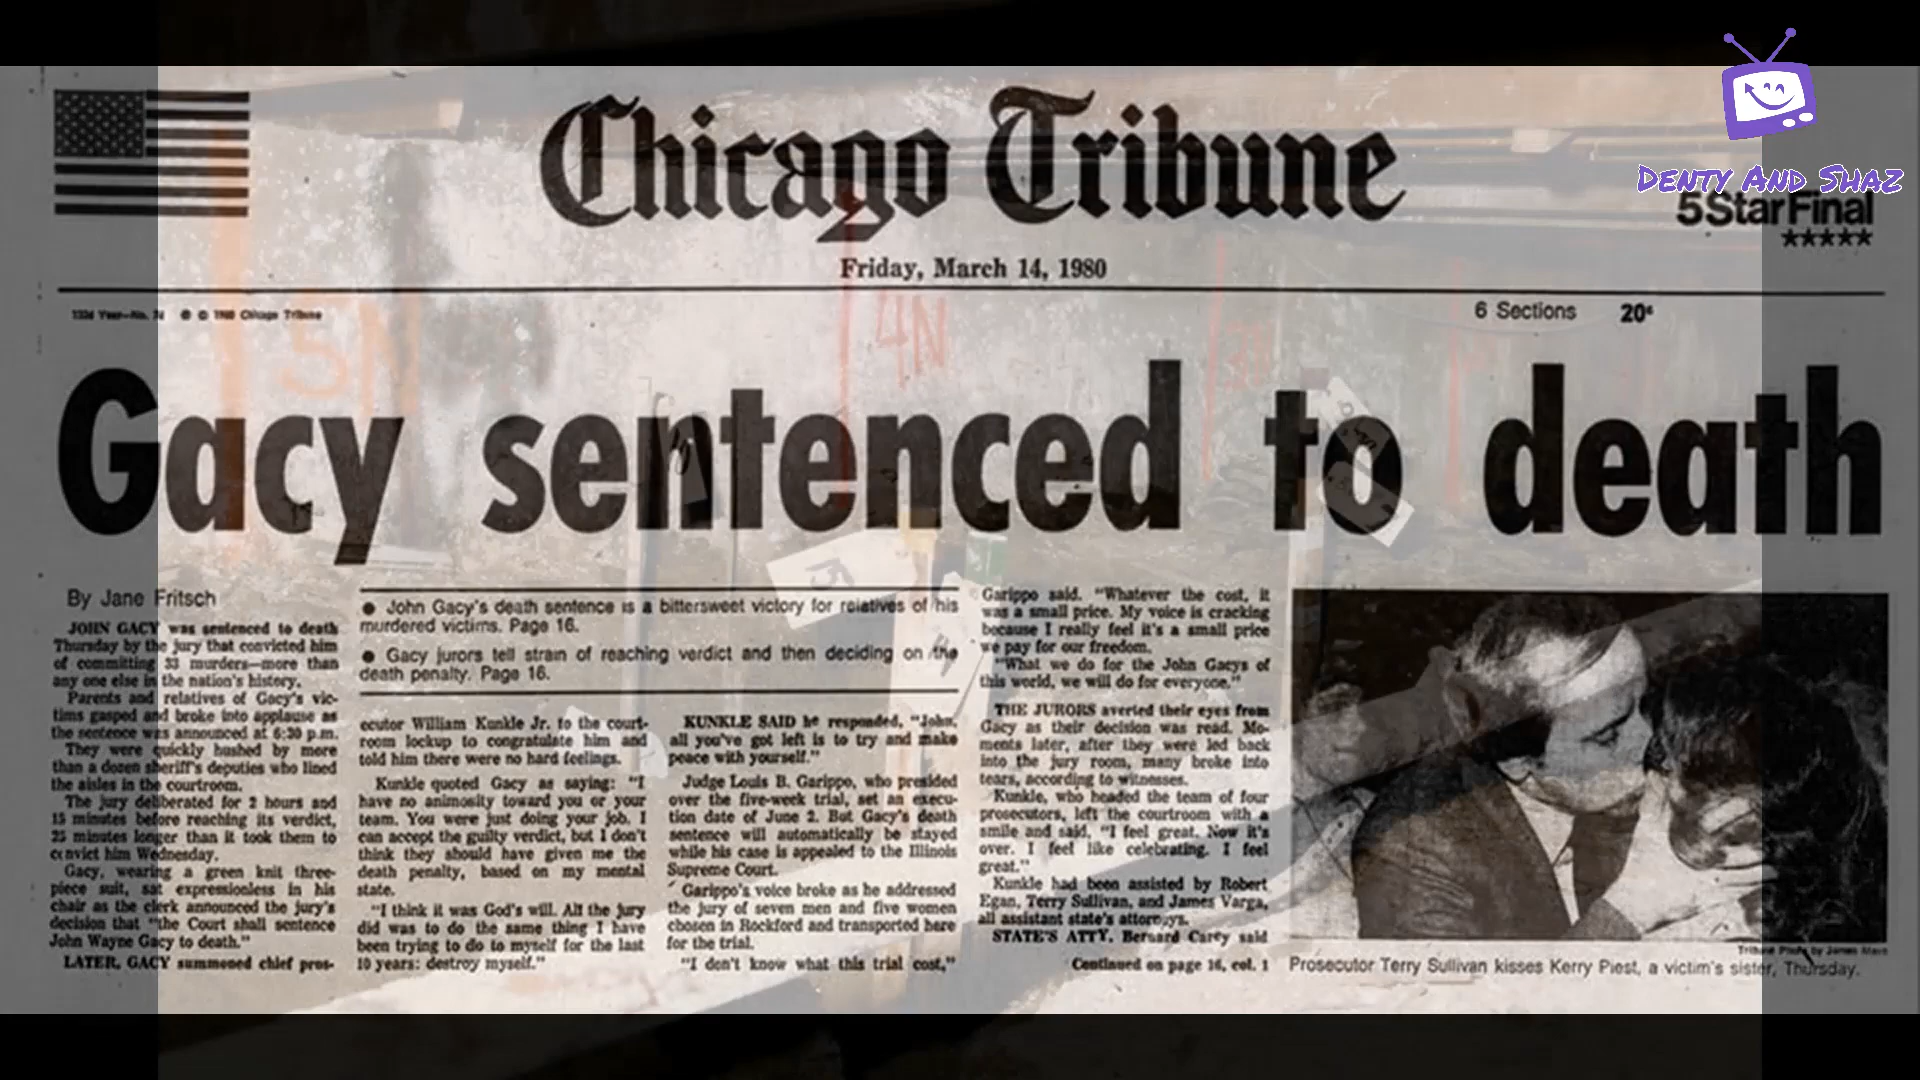 Denty And Shaz
Chicago Tribune
5 Star Final
★★★★★
Friday, March 14, 1980
© 1980 Chicago Tribune
6 Sections 20¢
5N
4N
Gacy sentenced to death
By Jane Fritsch
JOHN GACY was sentenced to death
Thursday by the jury that convicted him
of committing 33 murders—more than
any one else in the nation's history.
Parents and relatives of Gacy's vic-
tims gasped and broke into applause as
the sentence was announced at 6:30 p.m.
They were quickly hushed by more
than a dozen sheriff's deputies who lined
the aisles in the courtroom.
The jury deliberated for 2 hours and
15 minutes before reaching its verdict,
25 minutes longer than it took them to
convict him Wednesday.
Gacy, wearing a green knit three-
piece suit, sat expressionless in his
chair as the clerk announced the jury's
decision that "the Court shall sentence
John Wayne Gacy to death."
LATER, GACY summoned chief pros-
● John Gacy's death sentence is a bittersweet victory for relatives of his
murdered victims. Page 16.
● Gacy jurors tell strain of reaching verdict and then deciding on the
death penalty. Page 16.
ecutor William Kunkle Jr. to the court-
room lockup to congratulate him and
told him there were no hard feelings.
Kunkle quoted Gacy as saying: "I
have no animosity toward you or your
team. You were just doing your job. I
can accept the guilty verdict, but I don't
think they should have given me the
death penalty, based on my mental
state.
"I think it was God's will. All the jury
did was to do the same thing I have
been trying to do to myself for the last
10 years: destroy myself."
KUNKLE SAID he responded, "John,
all you've got left is to try and make
peace with yourself."
Judge Louis B. Garippo, who presided
over the five-week trial, set an execu-
tion date of June 2. But Gacy's death
sentence will automatically be stayed
while his case is appealed to the Illinois
Supreme Court.
Garippo's voice broke as he addressed
the jury of seven men and five women
chosen in Rockford and transported here
for the trial.
"I don't know what this trial cost,"
Garippo said. "Whatever the cost, it
was a small price. My voice is cracking
because I really feel it's a small price
we pay for our freedom.
"What we do for the John Gacys of
this world, we will do for everyone."
THE JURORS averted their eyes from
Gacy as their decision was read. Mo-
ments later, after they were led back
into the jury room, many broke into
tears, according to witnesses.
Kunkle, who headed the team of four
prosecutors, left the courtroom with a
smile and said, "I feel great. Now it's
over. I feel like celebrating. I feel
great."
Kunkle had been assisted by Robert
Egan, Terry Sullivan, and James Varga,
all assistant state's attorneys.
STATE'S ATTY. Bernard Carey said
Continued on page 16, col. 1
Tribune Photo by James
Prosecutor Terry Sullivan kisses Kerry Piest, a victim's sister, Thursday.